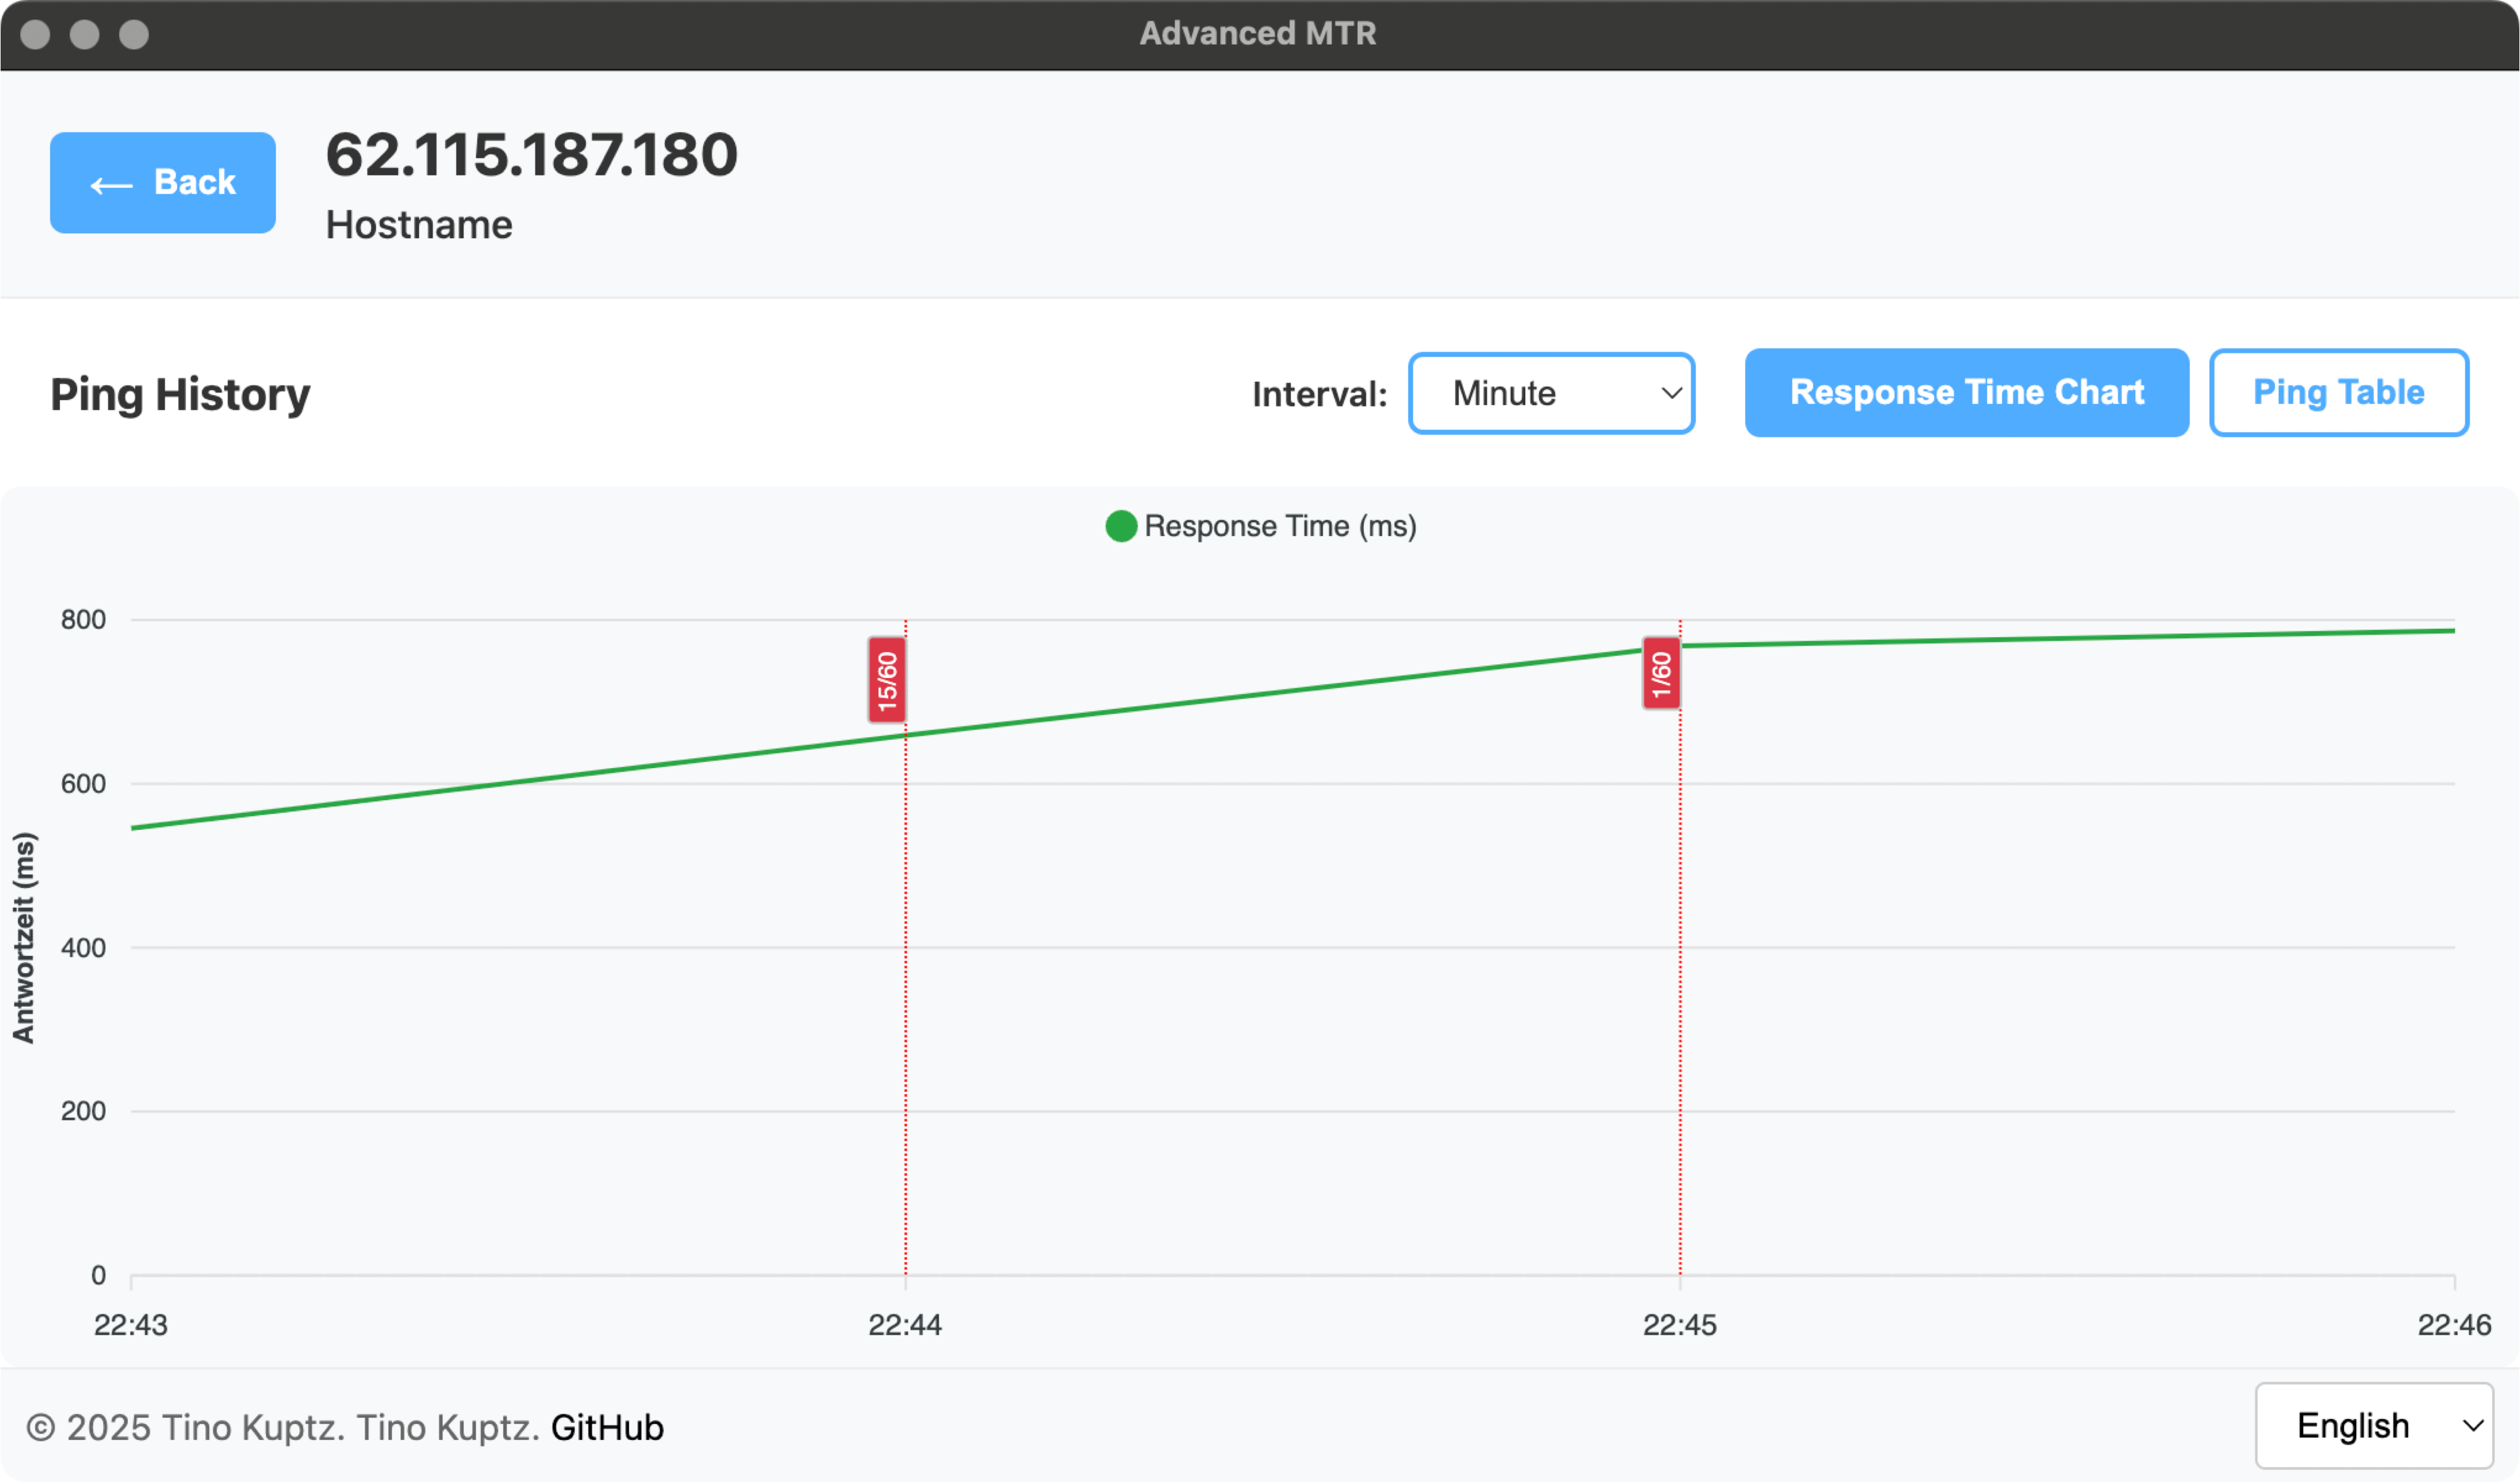 Advanced MTR
← Back
62.115.187.180
Hostname
Ping History
Interval:
Minute
Response Time Chart
Ping Table
Response Time (ms)
Antwortzeit (ms)
800
600
400
200
0
15/60
1/60
22:43
22:44
22:45
22:46
© 2025 Tino Kuptz. Tino Kuptz. GitHub
English